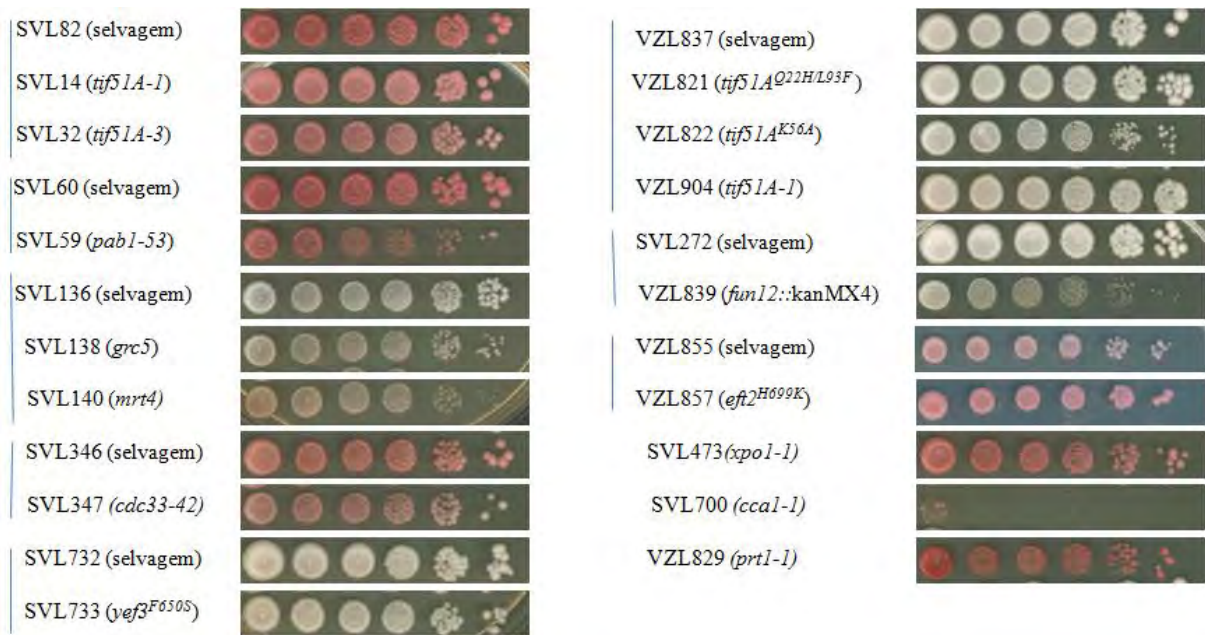 SVL82 (selvagem)
SVL14 (tif51A-1)
SVL32 (tif51A-3)
SVL60 (selvagem)
SVL59 (pab1-53)
SVL136 (selvagem)
SVL138 (grc5)
SVL140 (mrt4)
SVL346 (selvagem)
SVL347 (cdc33-42)
SVL732 (selvagem)
SVL733 (yef3F650S)
VZL837 (selvagem)
VZL821 (tif51AQ22H/L93F)
VZL822 (tif51AK56A)
VZL904 (tif51A-1)
SVL272 (selvagem)
VZL839 (fun12::kanMX4)
VZL855 (selvagem)
VZL857 (eft2H699K)
SVL473 (xpo1-1)
SVL700 (cca1-1)
VZL829 (prt1-1)